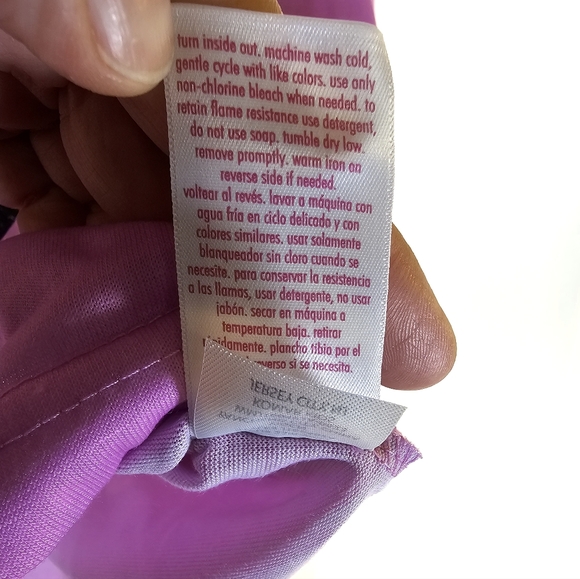 turn inside out. machine wash cold,
gentle cycle with like colors. use only
non-chlorine bleach when needed. to
retain flame resistance use detergent,
do not use soap. tumble dry low.
remove promptly. warm iron on
reverse side if needed.
voltear al revés. lavar a máquina con
agua fría en ciclo delicado y con
colores similares. usar solamente
blanqueador sin cloro cuando se
necesite. para conservar la resistencia
a las llamas, usar detergente, no usar
jabón. secar en máquina a
temperatura baja. retirar
rápidamente. plancha tibia por el
reverso si se necesita.
JERSEY CITY, NJ